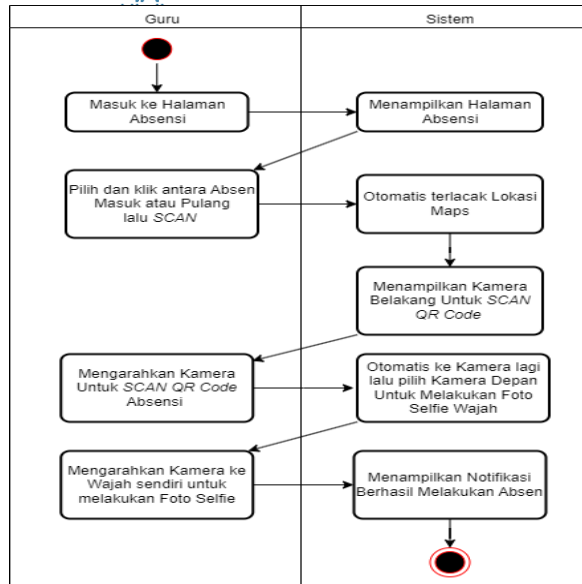 Guru
Sistem
Masuk ke Halaman
Absensi
Menampilkan Halaman
Absensi
Pilih dan klik antara Absen
Masuk atau Pulang
lalu SCAN
Otomatis terlacak Lokasi
Maps
Menampilkan Kamera
Belakang Untuk SCAN
QR Code
Mengarahkan Kamera
Untuk SCAN QR Code
Absensi
Otomatis ke Kamera lagi
lalu pilih Kamera Depan
Untuk Melakukan Foto
Selfie Wajah
Mengarahkan Kamera ke
Wajah sendiri untuk
melakukan Foto Selfie
Menampilkan Notifikasi
Berhasil Melakukan Absen